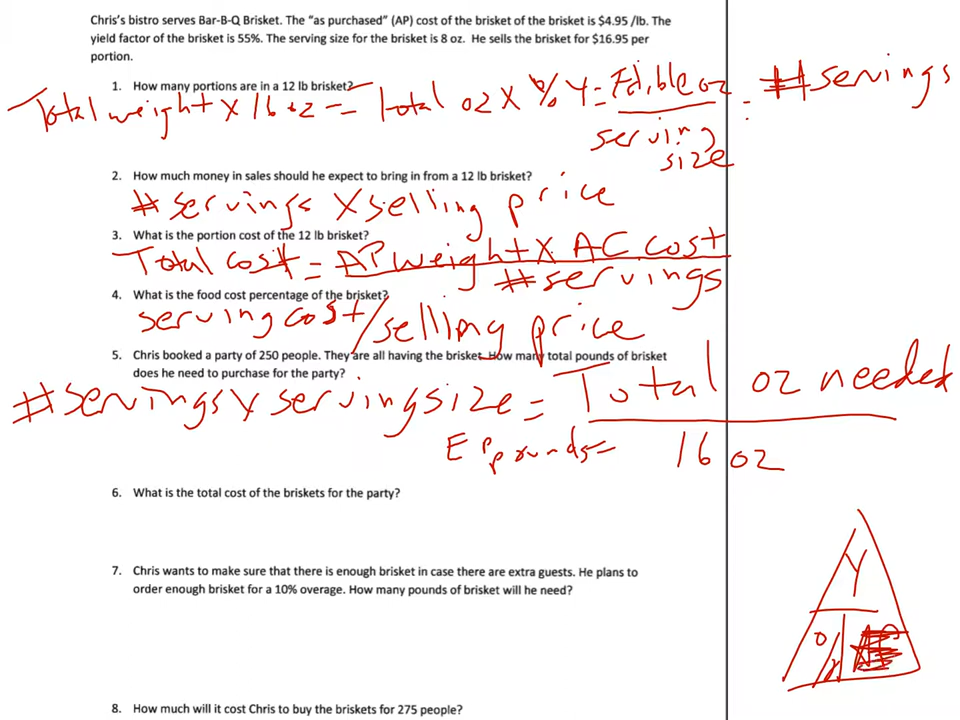 Chris's bistro serves Bar-B-Q Brisket. The "as purchased" (AP) cost of the brisket of the brisket is $4.95 /lb. The
yield factor of the brisket is 55%. The serving size for the brisket is 8 oz. He sells the brisket for $16.95 per
portion.
1. How many portions are in a 12 lb brisket?
Total weight X 16 oz = Total oz X % Y = Edible oz = # servings
serving
size
2. How much money in sales should he expect to bring in from a 12 lb brisket?
# servings X selling price
3. What is the portion cost of the 12 lb brisket?
Total cost = AP weight X AC cost
# servings
4. What is the food cost percentage of the brisket?
serving cost / selling price
5. Chris booked a party of 250 people. They are all having the brisket. How many total pounds of brisket
does he need to purchase for the party?
# servings X serving size = Total oz needed
EP pounds = 16 oz
6. What is the total cost of the briskets for the party?
7. Chris wants to make sure that there is enough brisket in case there are extra guests. He plans to
order enough brisket for a 10% overage. How many pounds of brisket will he need?
Y
%
8. How much will it cost Chris to buy the briskets for 275 people?